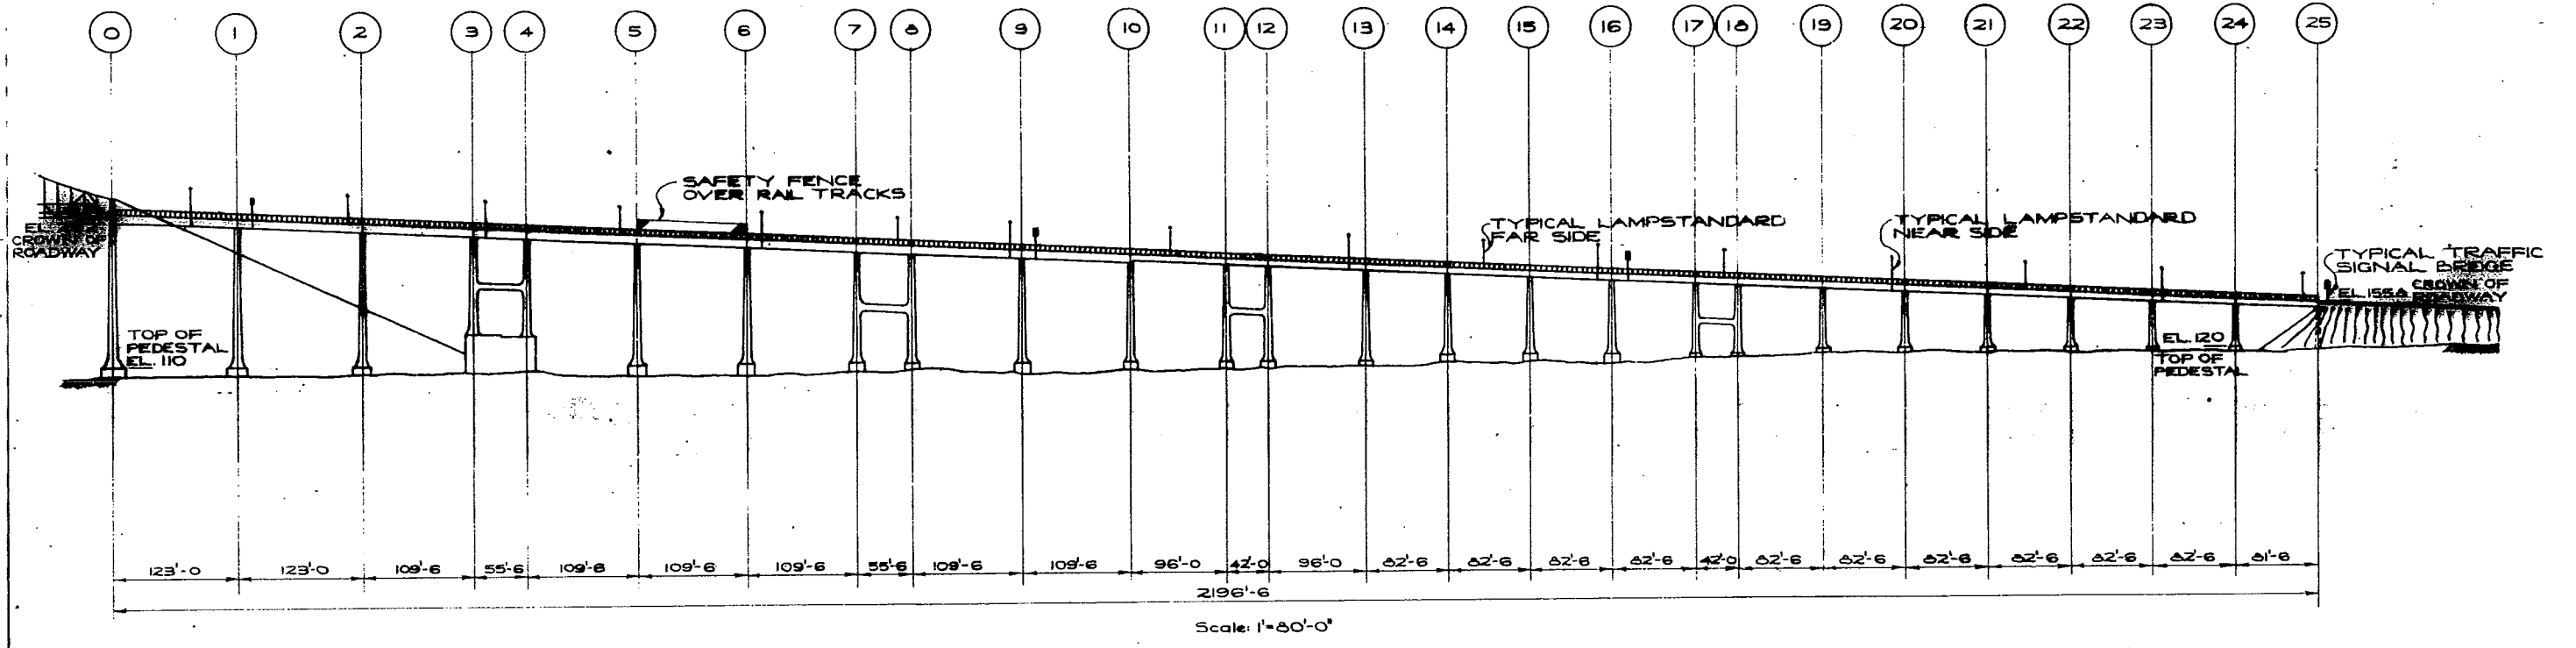 0 1 2 3 4 5 6 7 8 9 10 11 12 13 14 15 16 17 18 19 20 21 22 23 24 25
SAFETY FENCE
OVER RAIL TRACKS
EL.
CROWN OF
ROADWAY
TOP OF
PEDESTAL
EL. 110
TYPICAL LAMPSTANDARD
FAR SIDE
TYPICAL LAMPSTANDARD
NEAR SIDE
TYPICAL TRAFFIC
SIGNAL BRIDGE
EL. CROWN OF
ROADWAY
EL. 120
TOP OF
PEDESTAL
123'-0 123'-0 109'-6 55'-6 109'-6 109'-6 109'-6 55'-6 109'-6 109'-6 96'-0 42'-0 96'-0 82'-6 82'-6 82'-6 82'-6 42'-0 82'-6 82'-6 82'-6 82'-6 82'-6 82'-6 81'-6
2196'-6
Scale: 1"=80'-0"